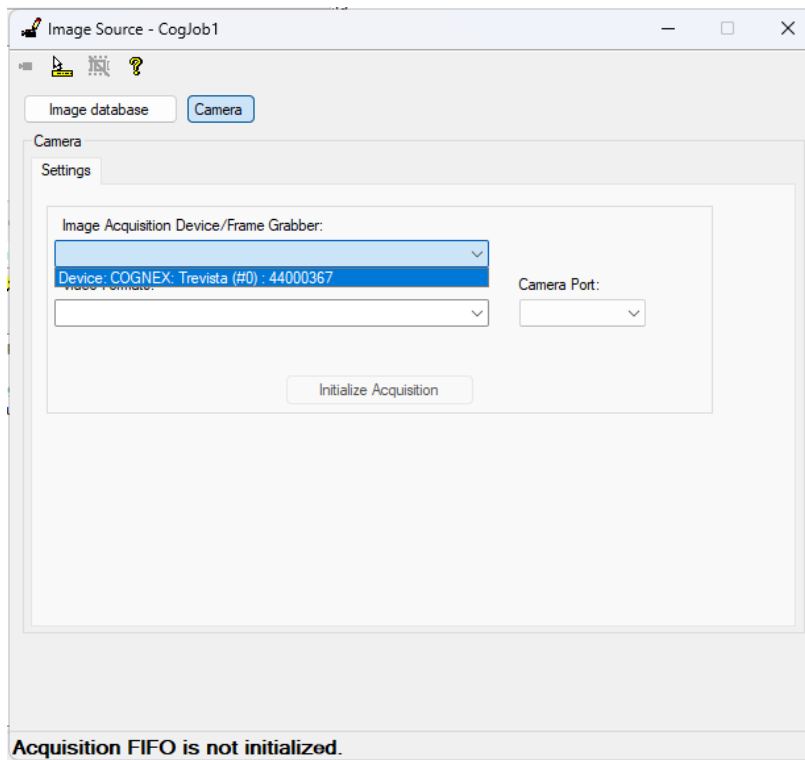 Image Source - CogJob1
Image database
Camera
Camera
Settings
Image Acquisition Device/Frame Grabber:
Device: COGNEX: Trevista (#0) : 44000367
Camera Port:
Initialize Acquisition
Acquisition FIFO is not initialized.